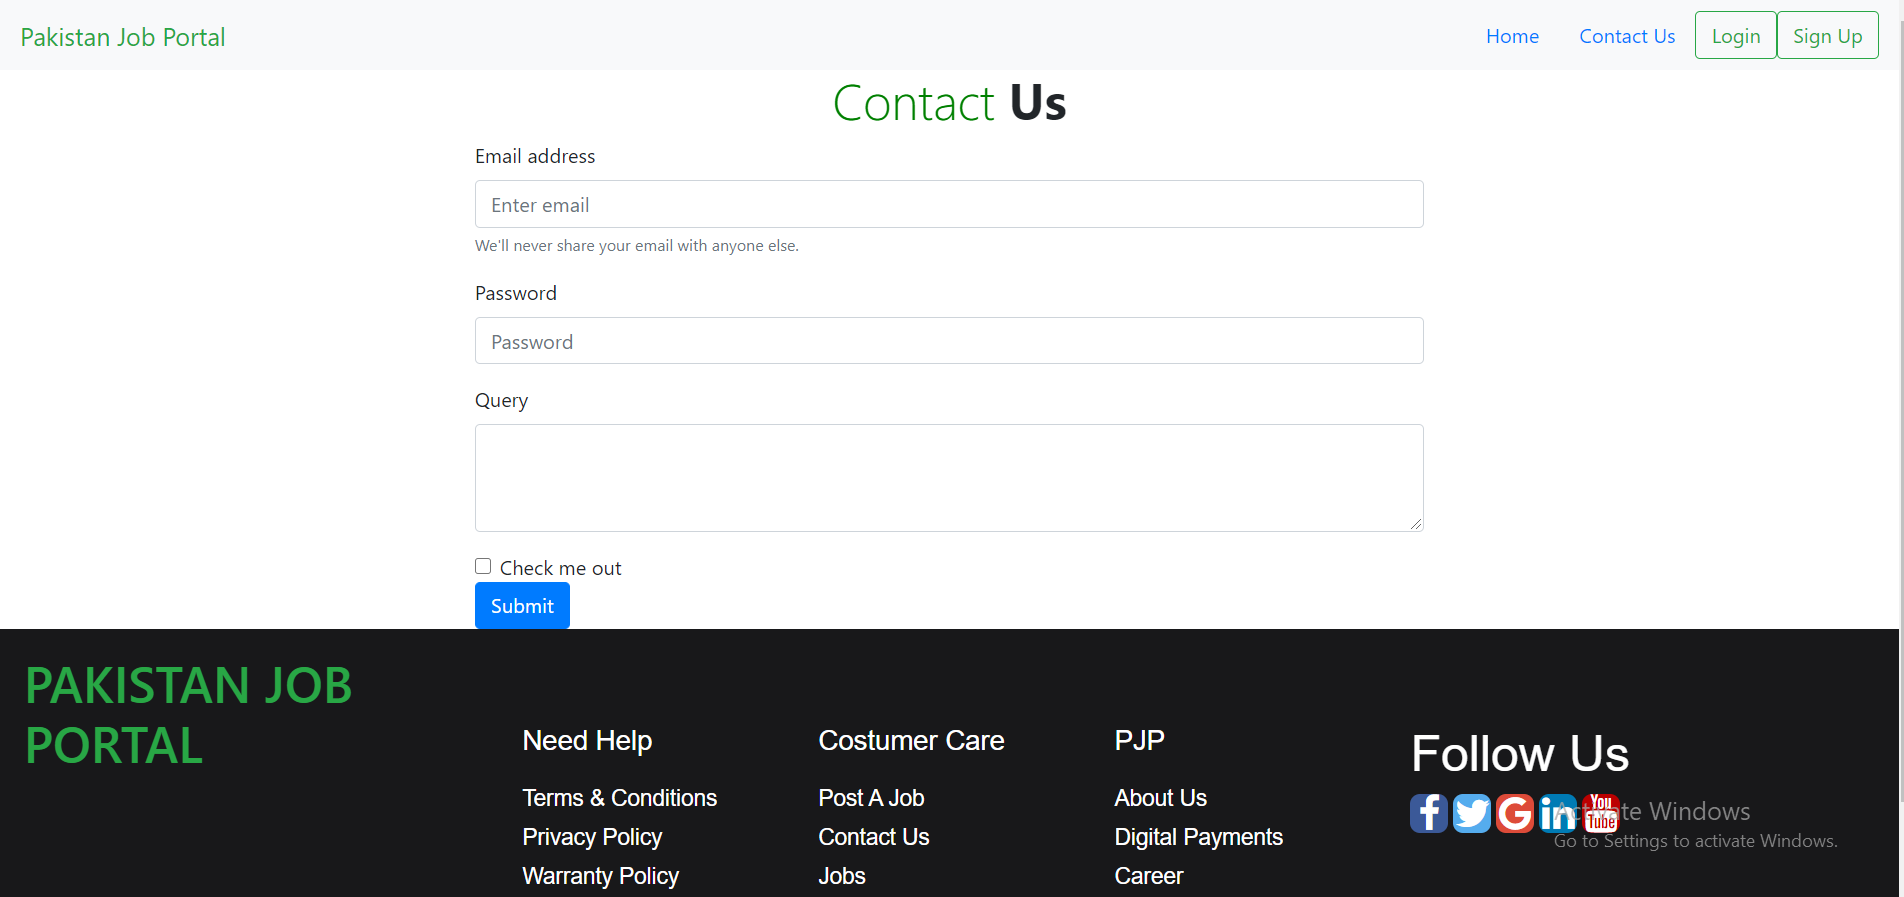 Pakistan Job Portal
Home
Contact Us
Login
Sign Up
Contact Us
Email address
Enter email
We'll never share your email with anyone else.
Password
Password
Query
Check me out
Submit
PAKISTAN JOB
PORTAL
Need Help
Terms & Conditions
Privacy Policy
Warranty Policy
Costumer Care
Post A Job
Contact Us
Jobs
PJP
About Us
Digital Payments
Career
Follow Us
f
G
in
You
Tube
Activate Windows
Go to Settings to activate Windows.